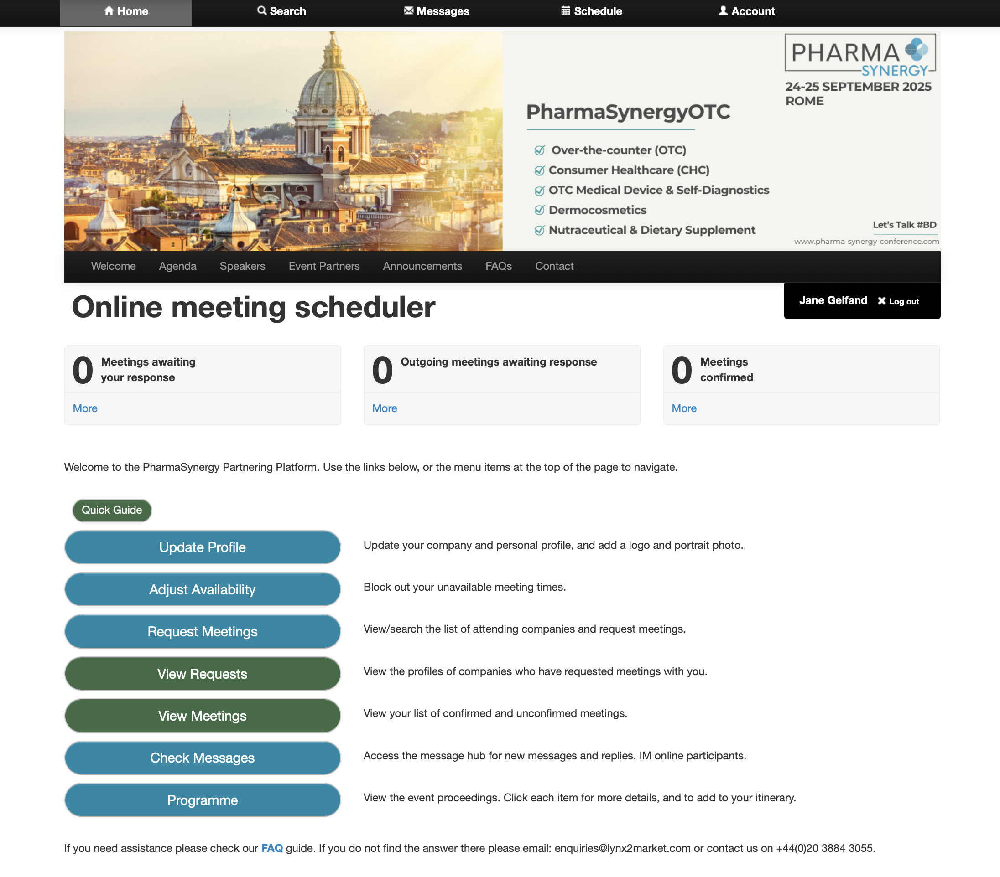 Home
Search
Messages
Schedule
Account
PHARMA
SYNERGY
24-25 SEPTEMBER 2025
ROME
PharmaSynergyOTC
Over-the-counter (OTC)
Consumer Healthcare (CHC)
OTC Medical Device & Self-Diagnostics
Dermocosmetics
Nutraceutical & Dietary Supplement
Let's Talk #BD
www.pharma-synergy-conference.com
Welcome
Agenda
Speakers
Event Partners
Announcements
FAQs
Contact
Jane Gelfand
Log out
Online meeting scheduler
0
Meetings awaiting
your response
More
0
Outgoing meetings awaiting response
More
0
Meetings
confirmed
More
Welcome to the PharmaSynergy Partnering Platform. Use the links below, or the menu items at the top of the page to navigate.
Quick Guide
Update Profile
Update your company and personal profile, and add a logo and portrait photo.
Adjust Availability
Block out your unavailable meeting times.
Request Meetings
View/search the list of attending companies and request meetings.
View Requests
View the profiles of companies who have requested meetings with you.
View Meetings
View your list of confirmed and unconfirmed meetings.
Check Messages
Access the message hub for new messages and replies. IM online participants.
Programme
View the event proceedings. Click each item for more details, and to add to your itinerary.
If you need assistance please check our FAQ guide. If you do not find the answer there please email: enquiries@lynx2market.com or contact us on +44(0)20 3884 3055.